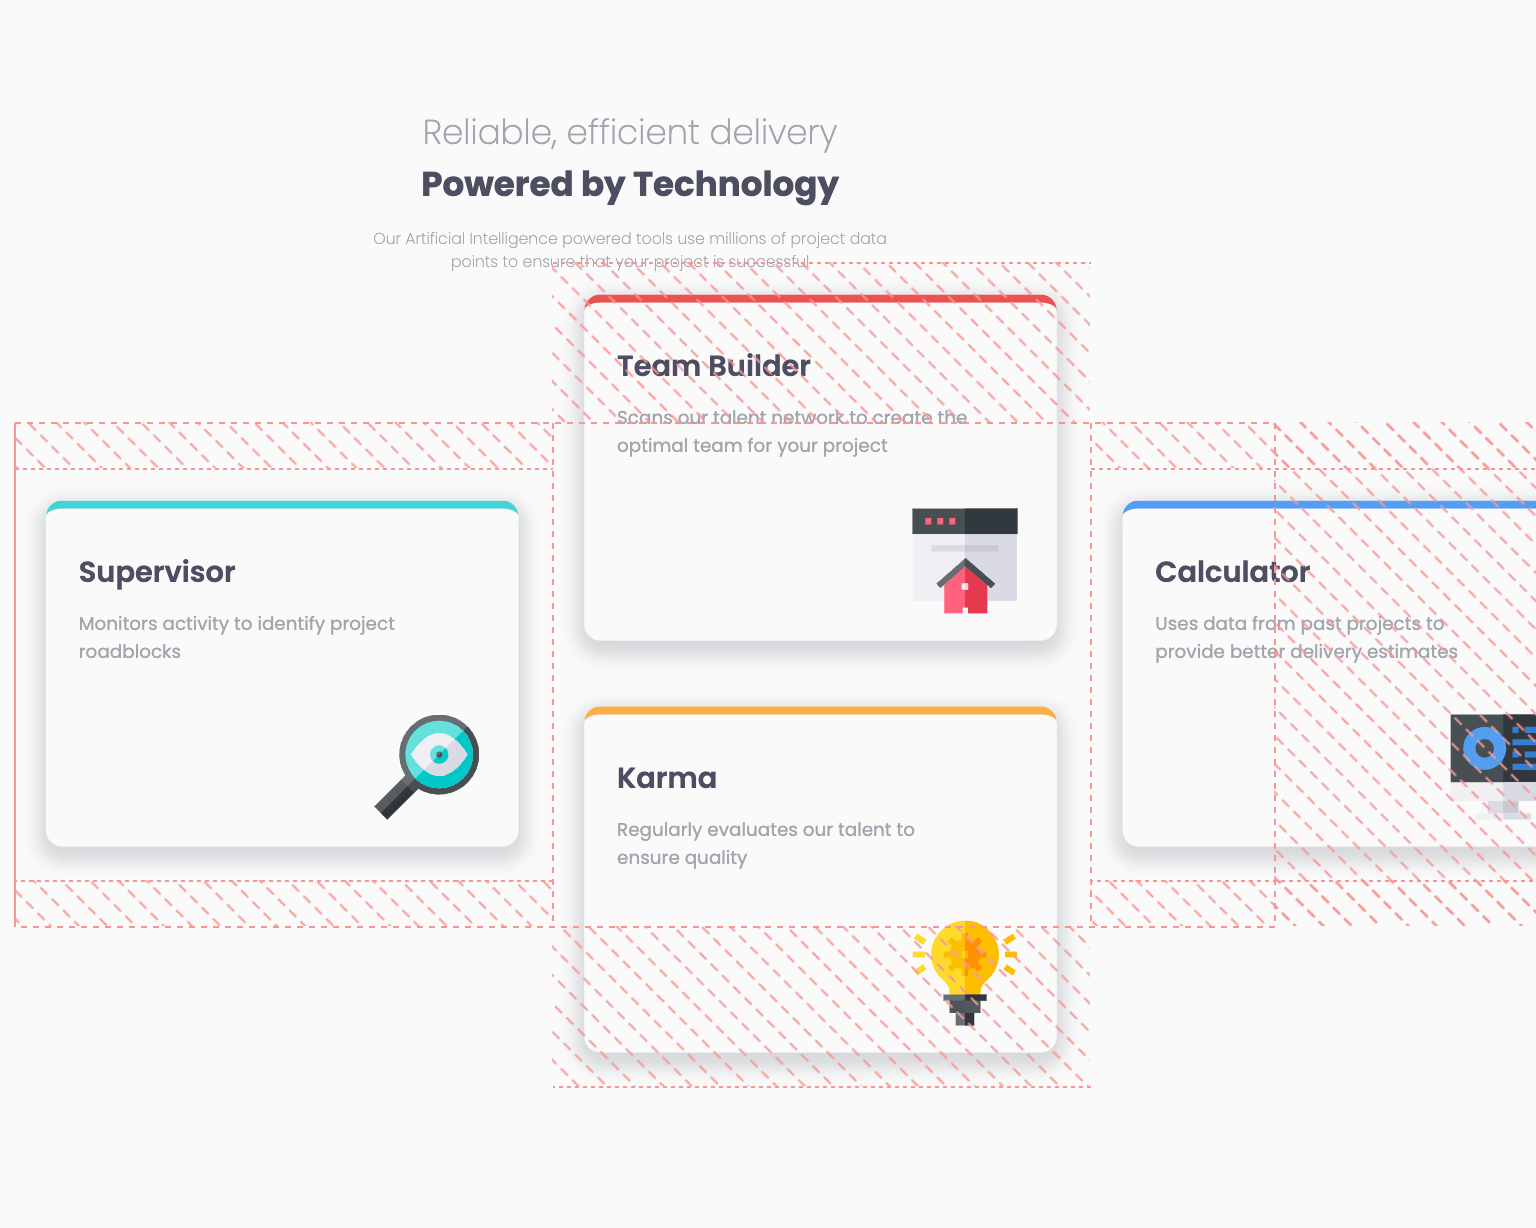 Reliable, efficient delivery
Powered by Technology
Our Artificial Intelligence powered tools use millions of project data
points to ensure that your project is successful
Supervisor
Monitors activity to identify project
roadblocks
Team Builder
Scans our talent network to create the
optimal team for your project
Karma
Regularly evaluates our talent to
ensure quality
Calculator
Uses data from past projects to
provide better delivery estimates